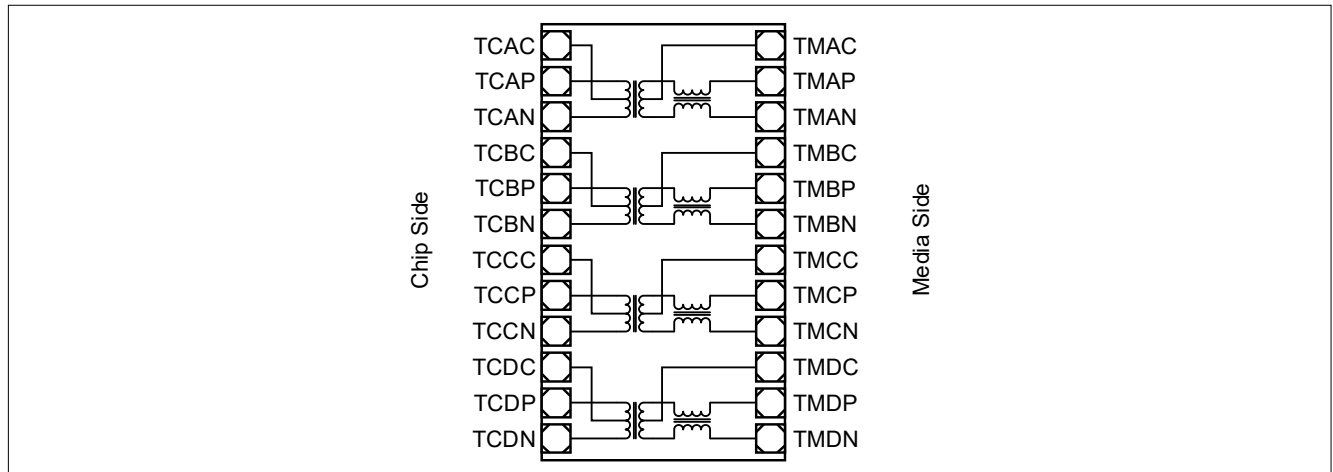 TCAC
TCAP
TCAN
TCBC
TCBP
TCBN
TCCC
TCCP
TCCN
TCDC
TCDP
TCDN
Chip Side
TMAC
TMAP
TMAN
TMBC
TMBP
TMBN
TMCC
TMCP
TMCN
TMDC
TMDP
TMDN
Media Side